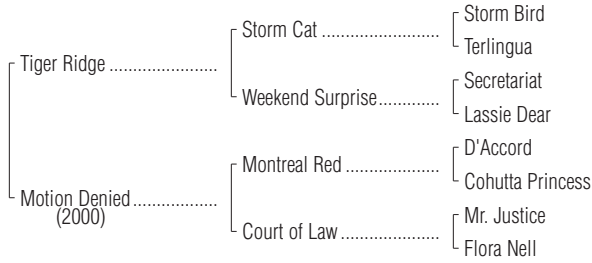 Storm Bird
Storm Cat ......................
Terlingua
Tiger Ridge ....................
Secretariat
Weekend Surprise.............
Lassie Dear
D'Accord
Montreal Red ..................
Cohutta Princess
Motion Denied.................
(2000)
Mr. Justice
Court of Law ...................
Flora Nell